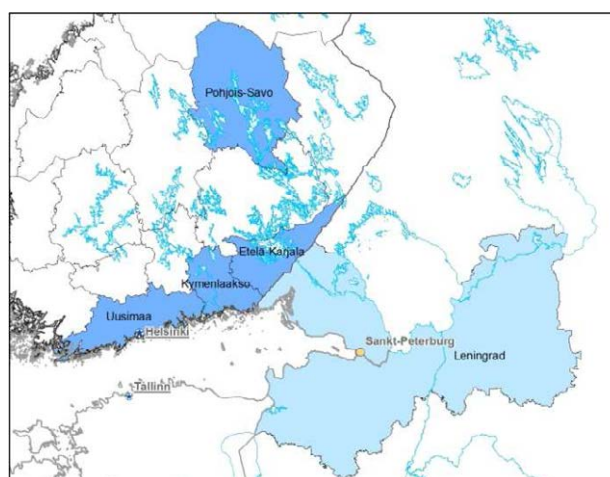 Pohjois-Savo
Etelä-Karjala
Kymenlaakso
Uusimaa
Helsinki
Sankt-Peterburg
Leningrad
Tallinn